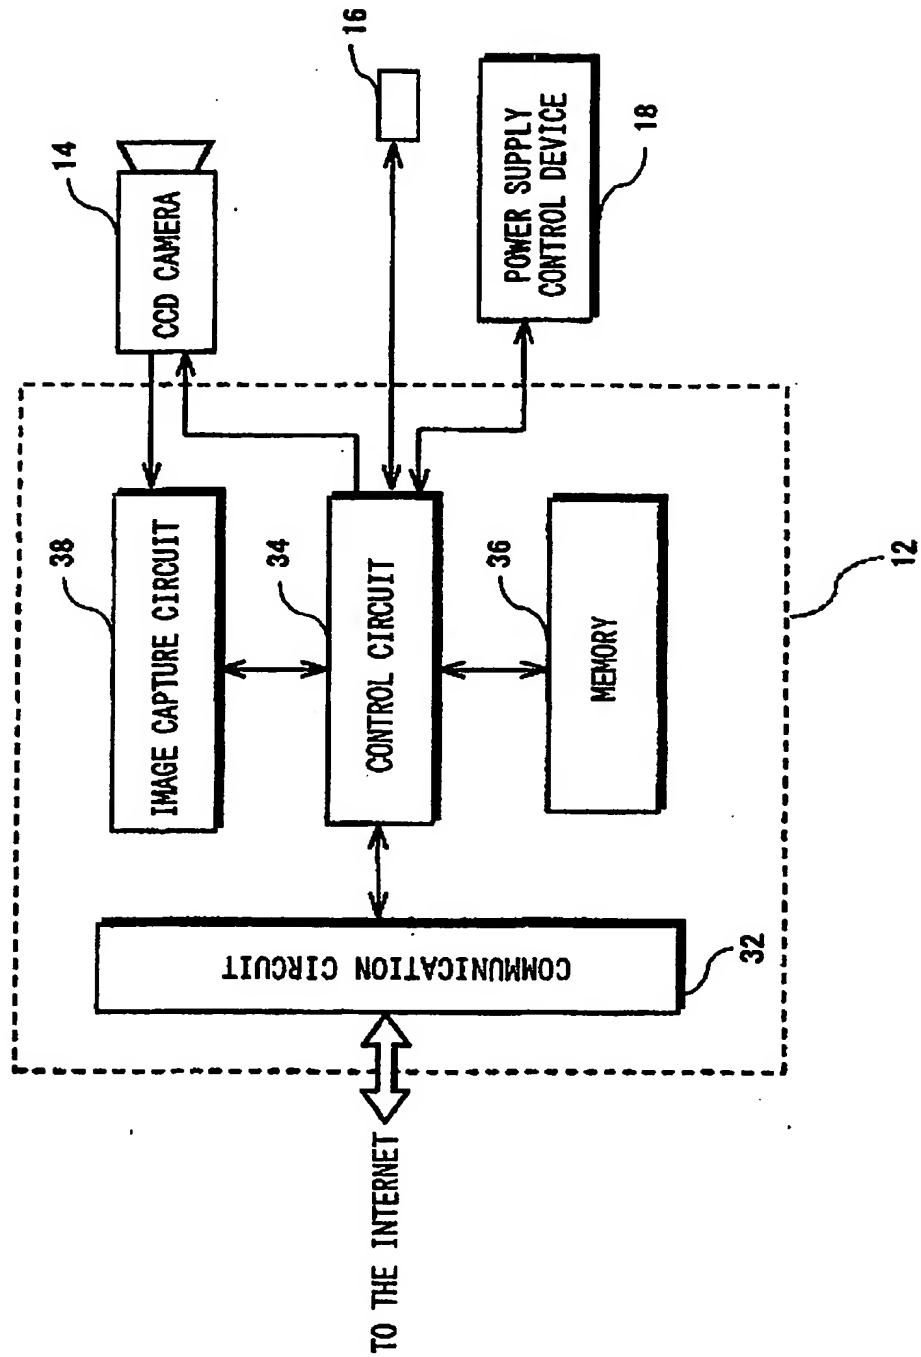 14
CCD CAMERA
16
POWER SUPPLY
CONTROL DEVICE
18
38
IMAGE CAPTURE CIRCUIT
34
CONTROL CIRCUIT
36
MEMORY
12
COMMUNICATION CIRCUIT
32
TO THE INTERNET